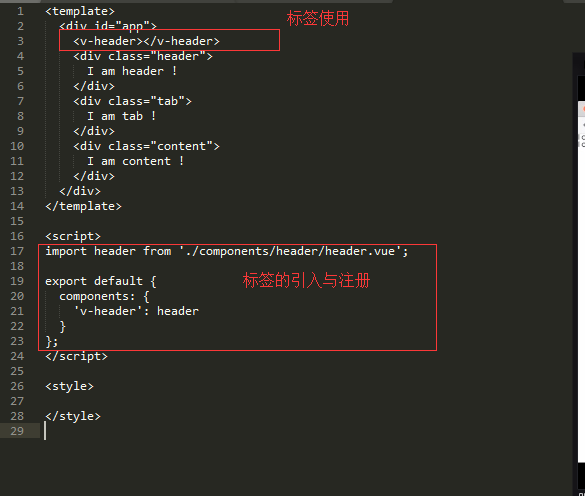 1 <template>
2 <div id="app">
标签使用
3 <v-header></v-header>
4 <div class="header">
5 I am header !
6 </div>
7 <div class="tab">
8 I am tab !
9 </div>
10 <div class="content">
11 I am content !
12 </div>
13 </div>
14 </template>
15
16 <script>
17 import header from './components/header/header.vue';
18
19 export default {
标签的引入与注册
20 components: {
21 'v-header': header
22 }
23 };
24 </script>
25
26 <style>
27
28 </style>
29